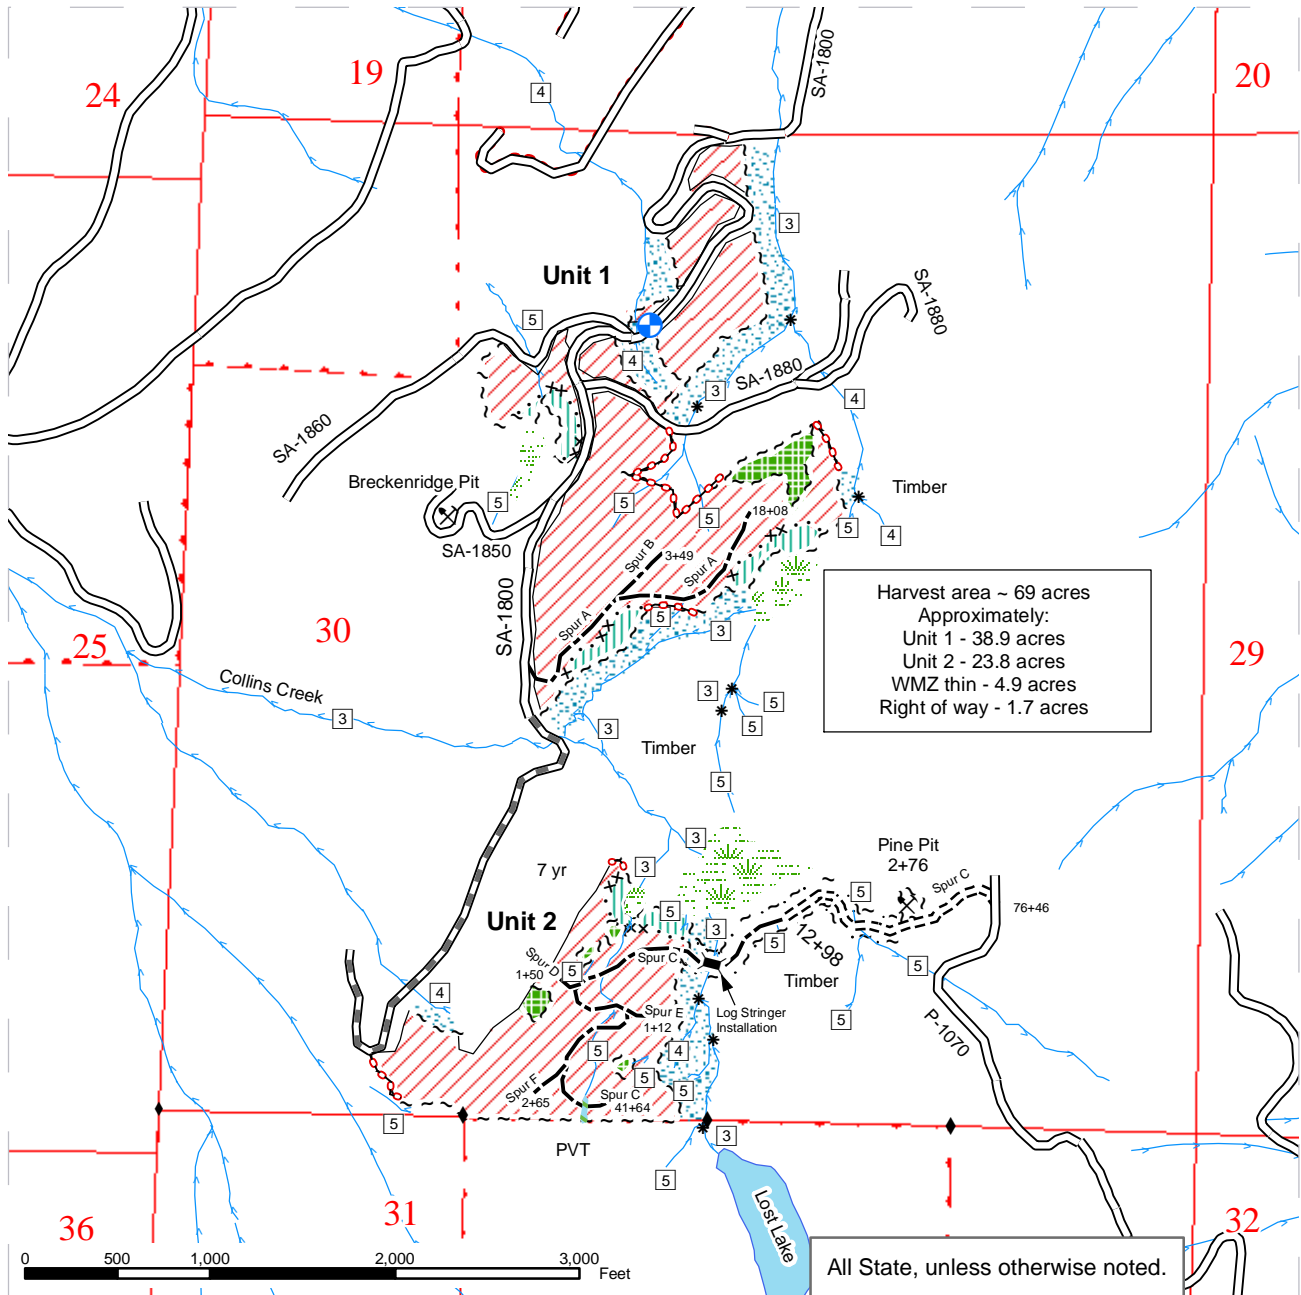 24
19
4
SA-1800
20
3
Unit 1
5
4
SA-1880
3
SA-1880
4
SA-1860
Breckenridge Pit
5
SA-1850
5
5
18+08
Timber
5
4
Spur B
3+49
Spur A
Spur A
5
3
SA-1800
30
25
Harvest area ~ 69 acres
Approximately:
Unit 1 - 38.9 acres
Unit 2 - 23.8 acres
WMZ thin - 4.9 acres
Right of way - 1.7 acres
29
Collins Creek
3
3
3
5
5
Timber
5
3
7 yr
3
Pine Pit
2+76
Spur C
5
76+46
Unit 2
5
3
5
12+98
Timber
5
Spur D
1+50
5
Spur C
4
Spur E
1+12
Log Stringer
Installation
5
P-1070
5
4
5
5
Spur F
2+65
Spur C
41+64
5
PVT
3
5
Lost Lake
36
31
32
0
500
1,000
2,000
3,000
Feet
All State, unless otherwise noted.